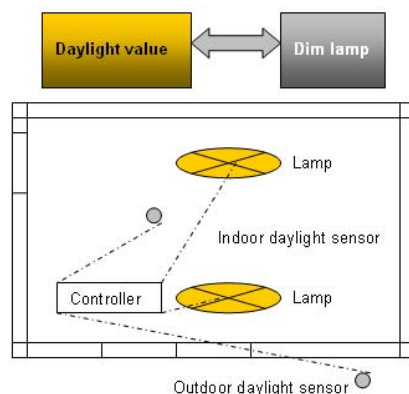 Daylight value
Dim lamp
Lamp
Indoor daylight sensor
Controller
Lamp
Outdoor daylight sensor